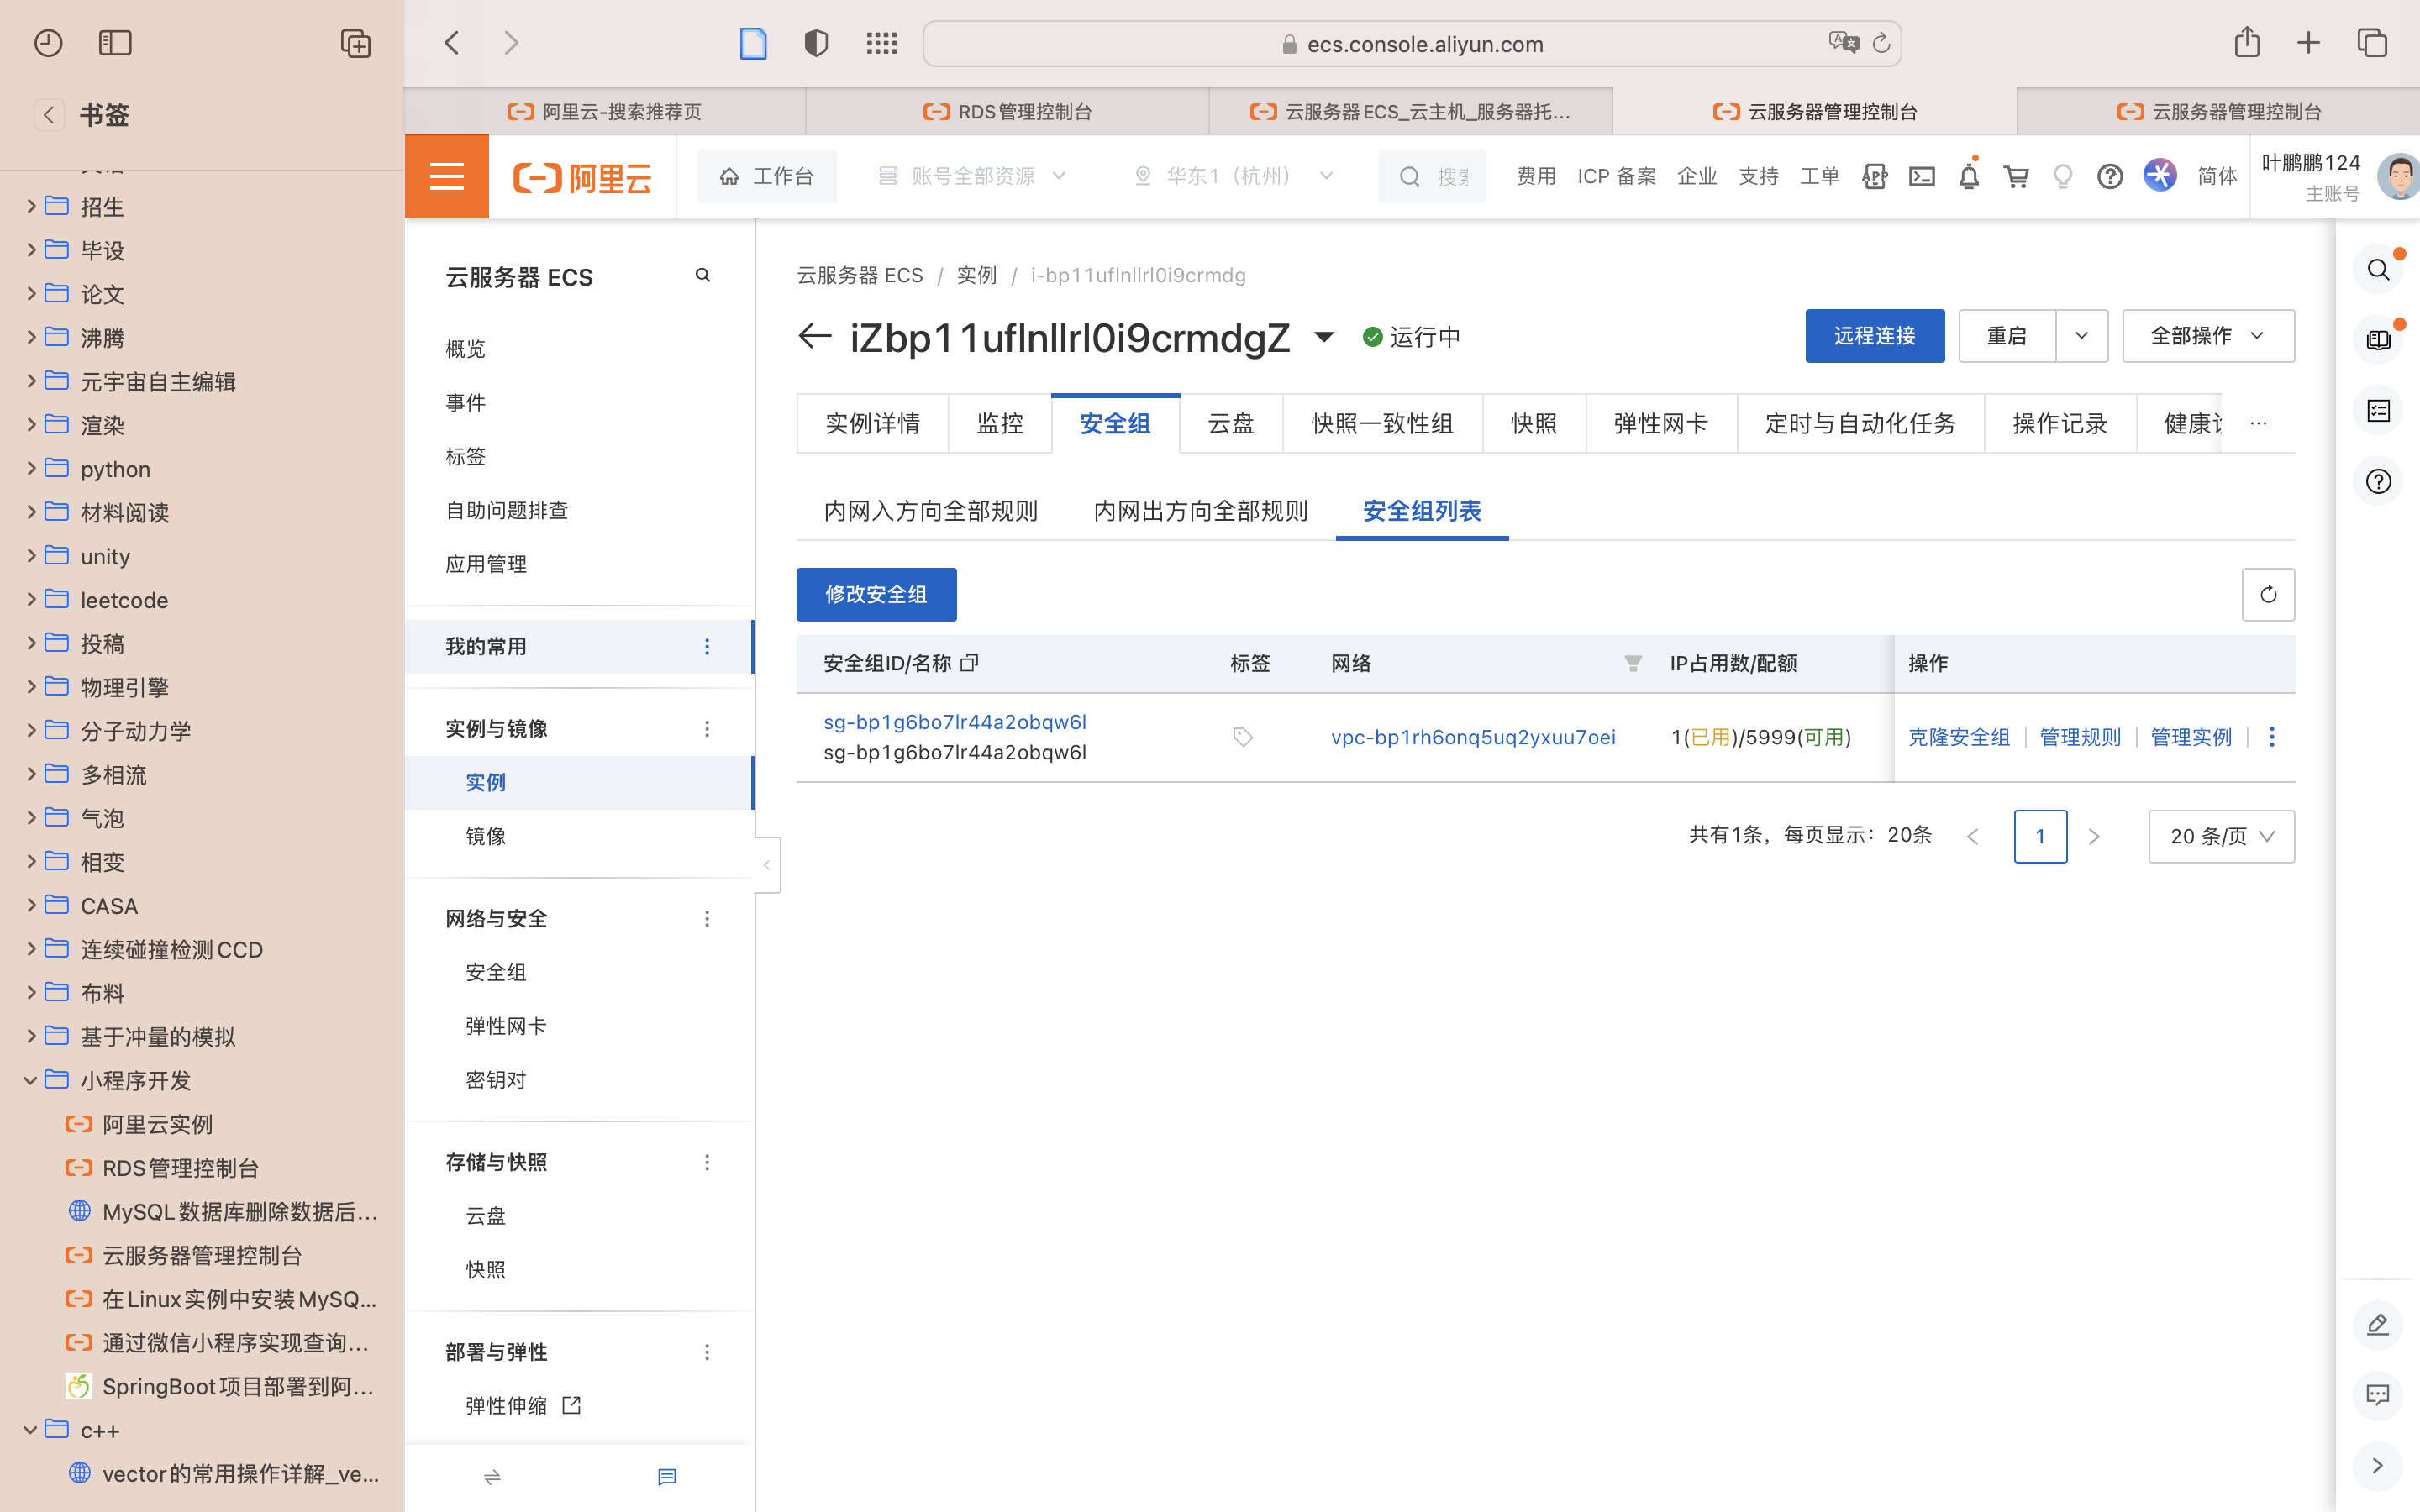 书签
招生
毕设
论文
沸腾
元宇宙自主编辑
渲染
python
材料阅读
unity
leetcode
投稿
物理引擎
分子动力学
多相流
气泡
相变
CASA
连续碰撞检测CCD
布料
基于冲量的模拟
小程序开发
阿里云实例
RDS管理控制台
MySQL数据库删除数据后...
云服务器管理控制台
在Linux实例中安装MySQ...
通过微信小程序实现查询...
SpringBoot项目部署到阿...
c++
vector的常用操作详解_ve...
ecs.console.aliyun.com
阿里云-搜索推荐页
RDS管理控制台
云服务器ECS_云主机_服务器托...
云服务器管理控制台
云服务器管理控制台
阿里云
工作台
账号全部资源
华东1（杭州）
搜索
费用
ICP 备案
企业
支持
工单
简体
叶鹏鹏124
主账号
云服务器 ECS
概览
事件
标签
自助问题排查
应用管理
我的常用
实例与镜像
实例
镜像
网络与安全
安全组
弹性网卡
密钥对
存储与快照
云盘
快照
部署与弹性
弹性伸缩
云服务器 ECS / 实例 / i-bp11uflnllrl0i9crmdg
iZbp11uflnllrl0i9crmdgZ
运行中
远程连接
重启
全部操作
实例详情
监控
安全组
云盘
快照一致性组
快照
弹性网卡
定时与自动化任务
操作记录
健康
...
内网入方向全部规则
内网出方向全部规则
安全组列表
修改安全组
安全组ID/名称
标签
网络
IP占用数/配额
操作
sg-bp1g6bo7lr44a2obqw6l
sg-bp1g6bo7lr44a2obqw6l
vpc-bp1rh6onq5uq2yxuu7oei
1(已用)/5999(可用)
克隆安全组
管理规则
管理实例
共有1条，每页显示：20条
1
20 条/页